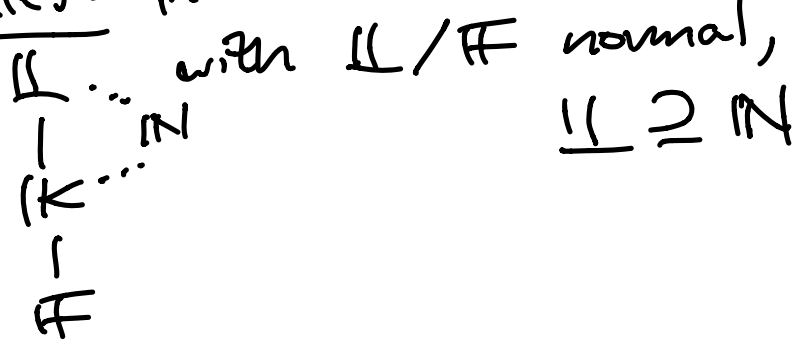 𝕃 with 𝕃/𝔽 normal,
ℕ 𝕃 ⊇ ℕ
𝕂
𝔽